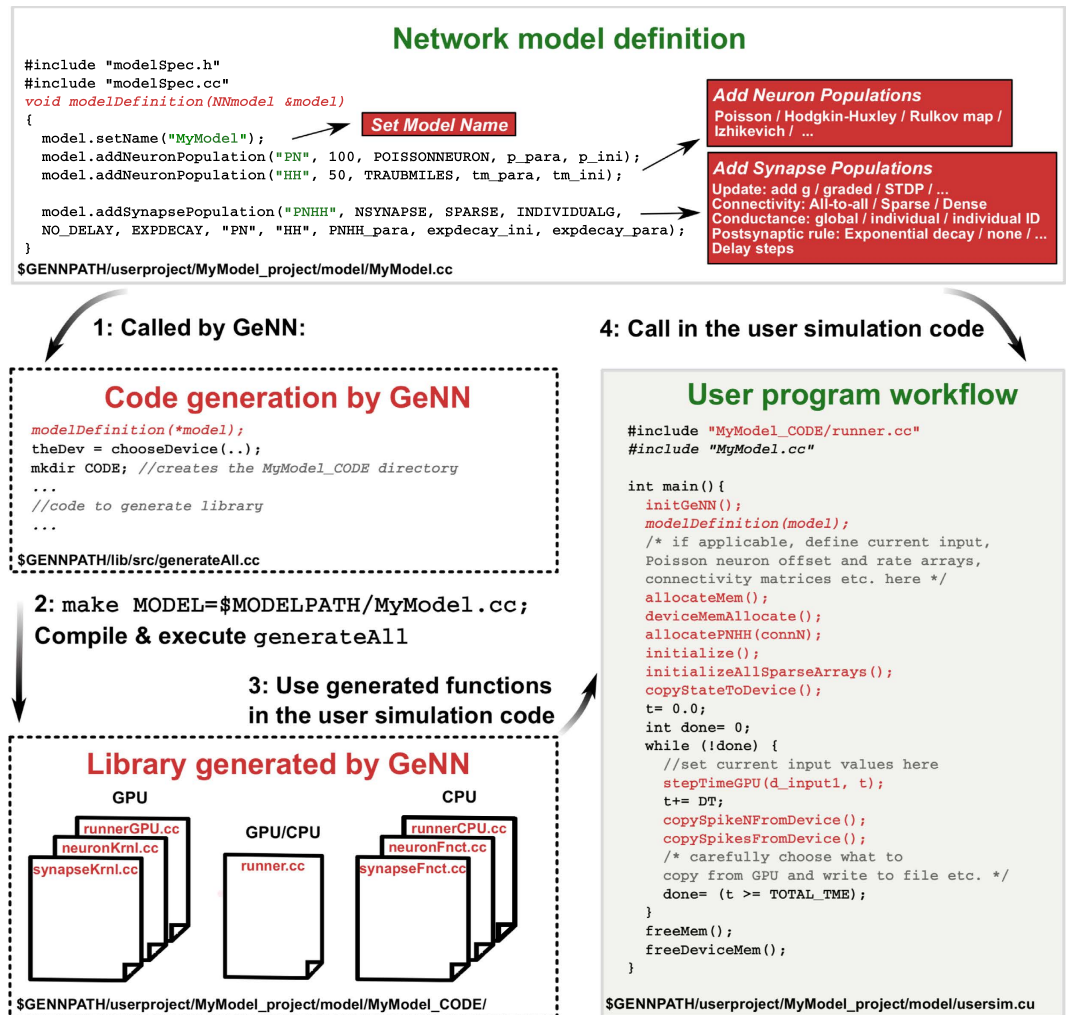 Network model definition
#include "modelSpec.h"
#include "modelSpec.cc"
void modelDefinition(NNmodel &model)
{
model.setName("MyModel");
Set Model Name
model.addNeuronPopulation("PN", 100, POISSONNEURON, p_para, p_ini);
model.addNeuronPopulation("HH", 50, TRAUBMILES, tm_para, tm_ini);
model.addSynapsePopulation("PNHH", NSYNAPSE, SPARSE, INDIVIDUALG,
NO_DELAY, EXPDECAY, "PN", "HH", PNHH_para, expdecay_ini, expdecay_para);
}
$GENNPATH/userproject/MyModel_project/model/MyModel.cc
Add Neuron Populations
Poisson / Hodgkin-Huxley / Rulkov map /
Izhikevich / ...
Add Synapse Populations
Update: add g / graded / STDP / ...
Connectivity: All-to-all / Sparse / Dense
Conductance: global / individual / individual ID
Postsynaptic rule: Exponential decay / none / ...
Delay steps
1: Called by GeNN:
4: Call in the user simulation code
Code generation by GeNN
modelDefinition(*model);
theDev = chooseDevice(..);
mkdir CODE; //creates the MyModel_CODE directory
...
//code to generate library
...
$GENNPATH/lib/src/generateAll.cc
2: make MODEL=$MODELPATH/MyModel.cc;
Compile & execute generateAll
3: Use generated functions
in the user simulation code
Library generated by GeNN
GPU
runnerGPU.cc
neuronKrnl.cc
synapseKrnl.cc
GPU/CPU
runner.cc
CPU
runnerCPU.cc
neuronFnct.cc
synapseFnct.cc
$GENNPATH/userproject/MyModel_project/model/MyModel_CODE/
User program workflow
#include "MyModel_CODE/runner.cc"
#include "MyModel.cc"
int main(){
initGeNN();
modelDefinition(model);
/* if applicable, define current input,
Poisson neuron offset and rate arrays,
connectivity matrices etc. here */
allocateMem();
deviceMemAllocate();
allocatePNHH(connN);
initialize();
initializeAllSparseArrays();
copyStateToDevice();
t= 0.0;
int done= 0;
while (!done) {
//set current input values here
stepTimeGPU(d_input1, t);
t+= DT;
copySpikeNFromDevice();
copySpikesFromDevice();
/* carefully choose what to
copy from GPU and write to file etc. */
done= (t >= TOTAL_TME);
}
freeMem();
freeDeviceMem();
}
$GENNPATH/userproject/MyModel_project/model/usersim.cu